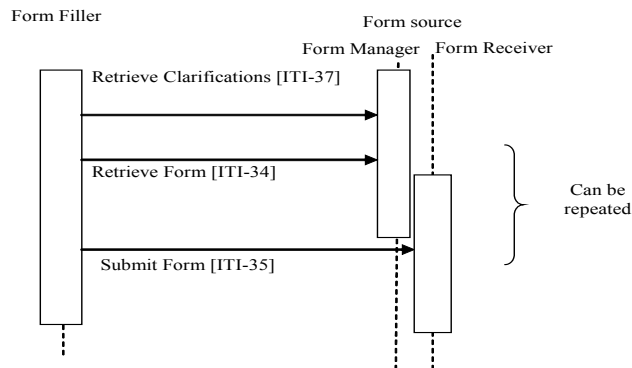 Form Filler
Form source
Form Manager
Form Receiver
Retrieve Clarifications [ITI-37]
Retrieve Form [ITI-34]
Can be
repeated
Submit Form [ITI-35]